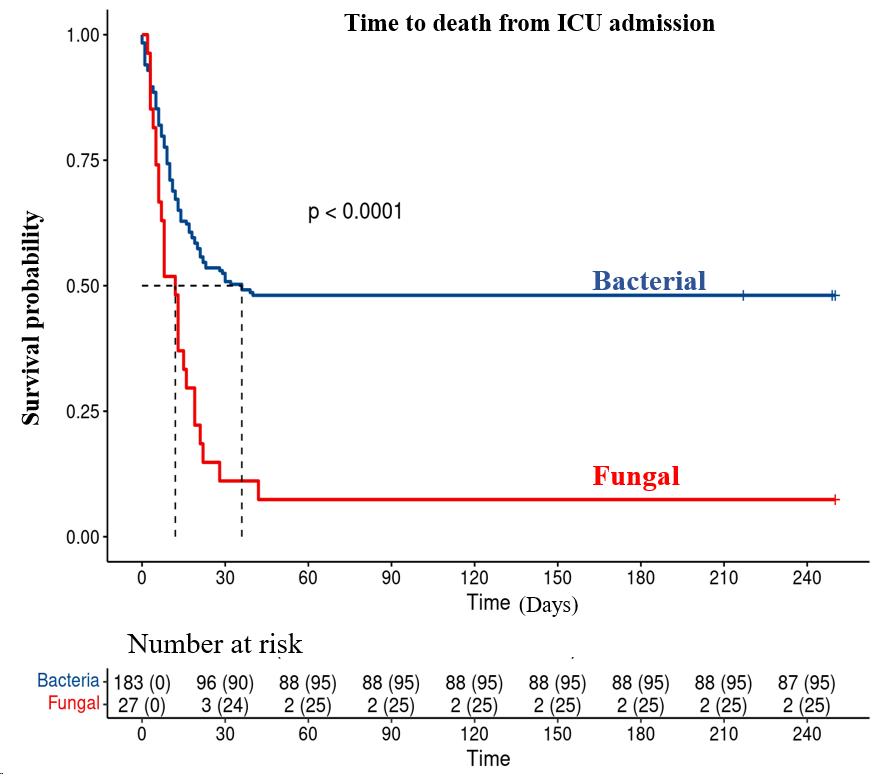 Time to death from ICU admission
1.00
0.75
p < 0.0001
Survival probability
Bacterial
0.50
0.25
Fungal
0.00
0 30 60 90 120 150 180 210 240
Time (Days)
Number at risk
Bacteria 183 (0) 96 (90) 88 (95) 88 (95) 88 (95) 88 (95) 88 (95) 88 (95) 87 (95)
Fungal 27 (0) 3 (24) 2 (25) 2 (25) 2 (25) 2 (25) 2 (25) 2 (25) 2 (25)
0 30 60 90 120 150 180 210 240
Time